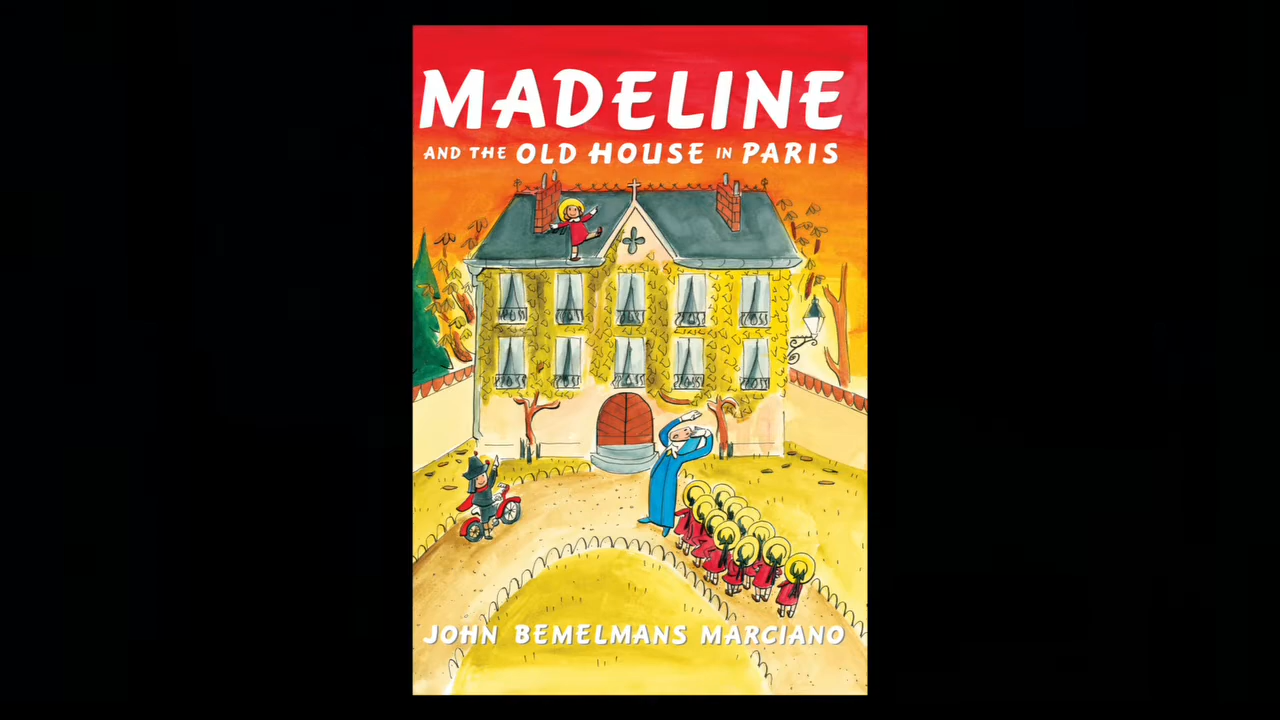 MADELINE
AND THE OLD HOUSE IN PARIS
JOHN BEMELMANS MARCIANO